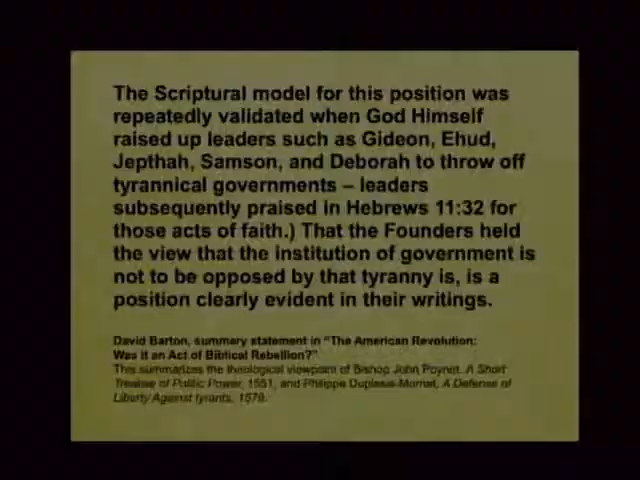 The Scriptural model for this position was
repeatedly validated when God Himself
raised up leaders such as Gideon, Ehud,
Jepthah, Samson, and Deborah to throw off
tyrannical governments – leaders
subsequently praised in Hebrews 11:32 for
those acts of faith.) That the Founders held
the view that the institution of government is
not to be opposed by that tyranny is, is a
position clearly evident in their writings.
David Barton, summary statement in “The American Revolution:
Was it an Act of Biblical Rebellion?”
This summarizes the theological viewpoint of Bishop John Poynet, A Short
Treatise of Politic Power, 1551, and Philippe Duplesis-Mornat, A Defense of
Liberty Against tyrants, 1579.